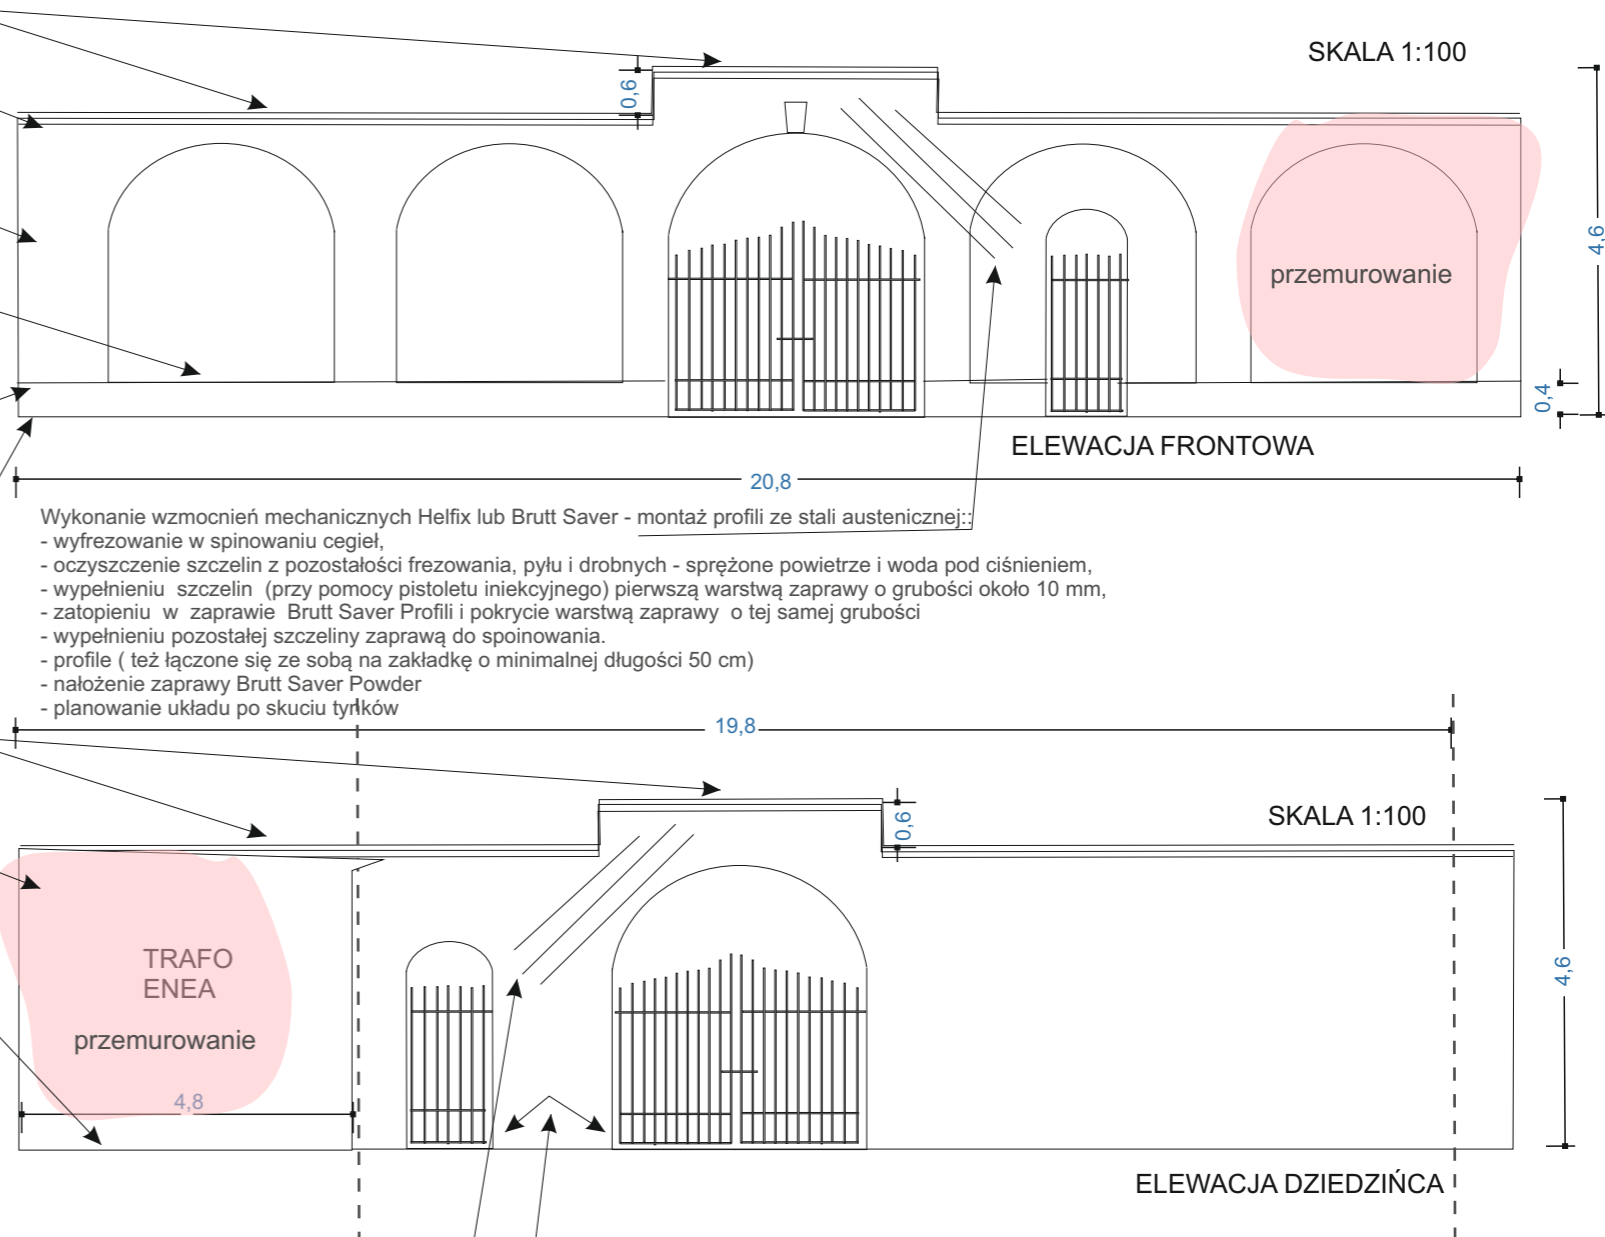 SKALA 1:100
0,6
4,6
przemurowanie
0,4
ELEWACJA FRONTOWA
20,8
Wykonanie wzmocnień mechanicznych Helfix lub Brutt Saver - montaż profili ze stali austenicznej::
- wyfrezowanie w spinowaniu cegieł,
- oczyszczenie szczelin z pozostałości frezowania, pyłu i drobnych - sprężone powietrze i woda pod ciśnieniem,
- wypełnieniu szczelin (przy pomocy pistoletu iniekcyjnego) pierwszą warstwą zaprawy o grubości około 10 mm,
- zatopieniu w zaprawie Brutt Saver Profili i pokrycie warstwą zaprawy o tej samej grubości
- wypełnieniu pozostałej szczeliny zaprawą do spoinowania.
- profile ( też łączone się ze sobą na zakładkę o minimalnej długości 50 cm)
- nałożenie zaprawy Brutt Saver Powder
- planowanie układu po skuciu tynków
19,8
SKALA 1:100
0,6
TRAFO
ENEA
4,6
przemurowanie
4,8
ELEWACJA DZIEDZIŃCA